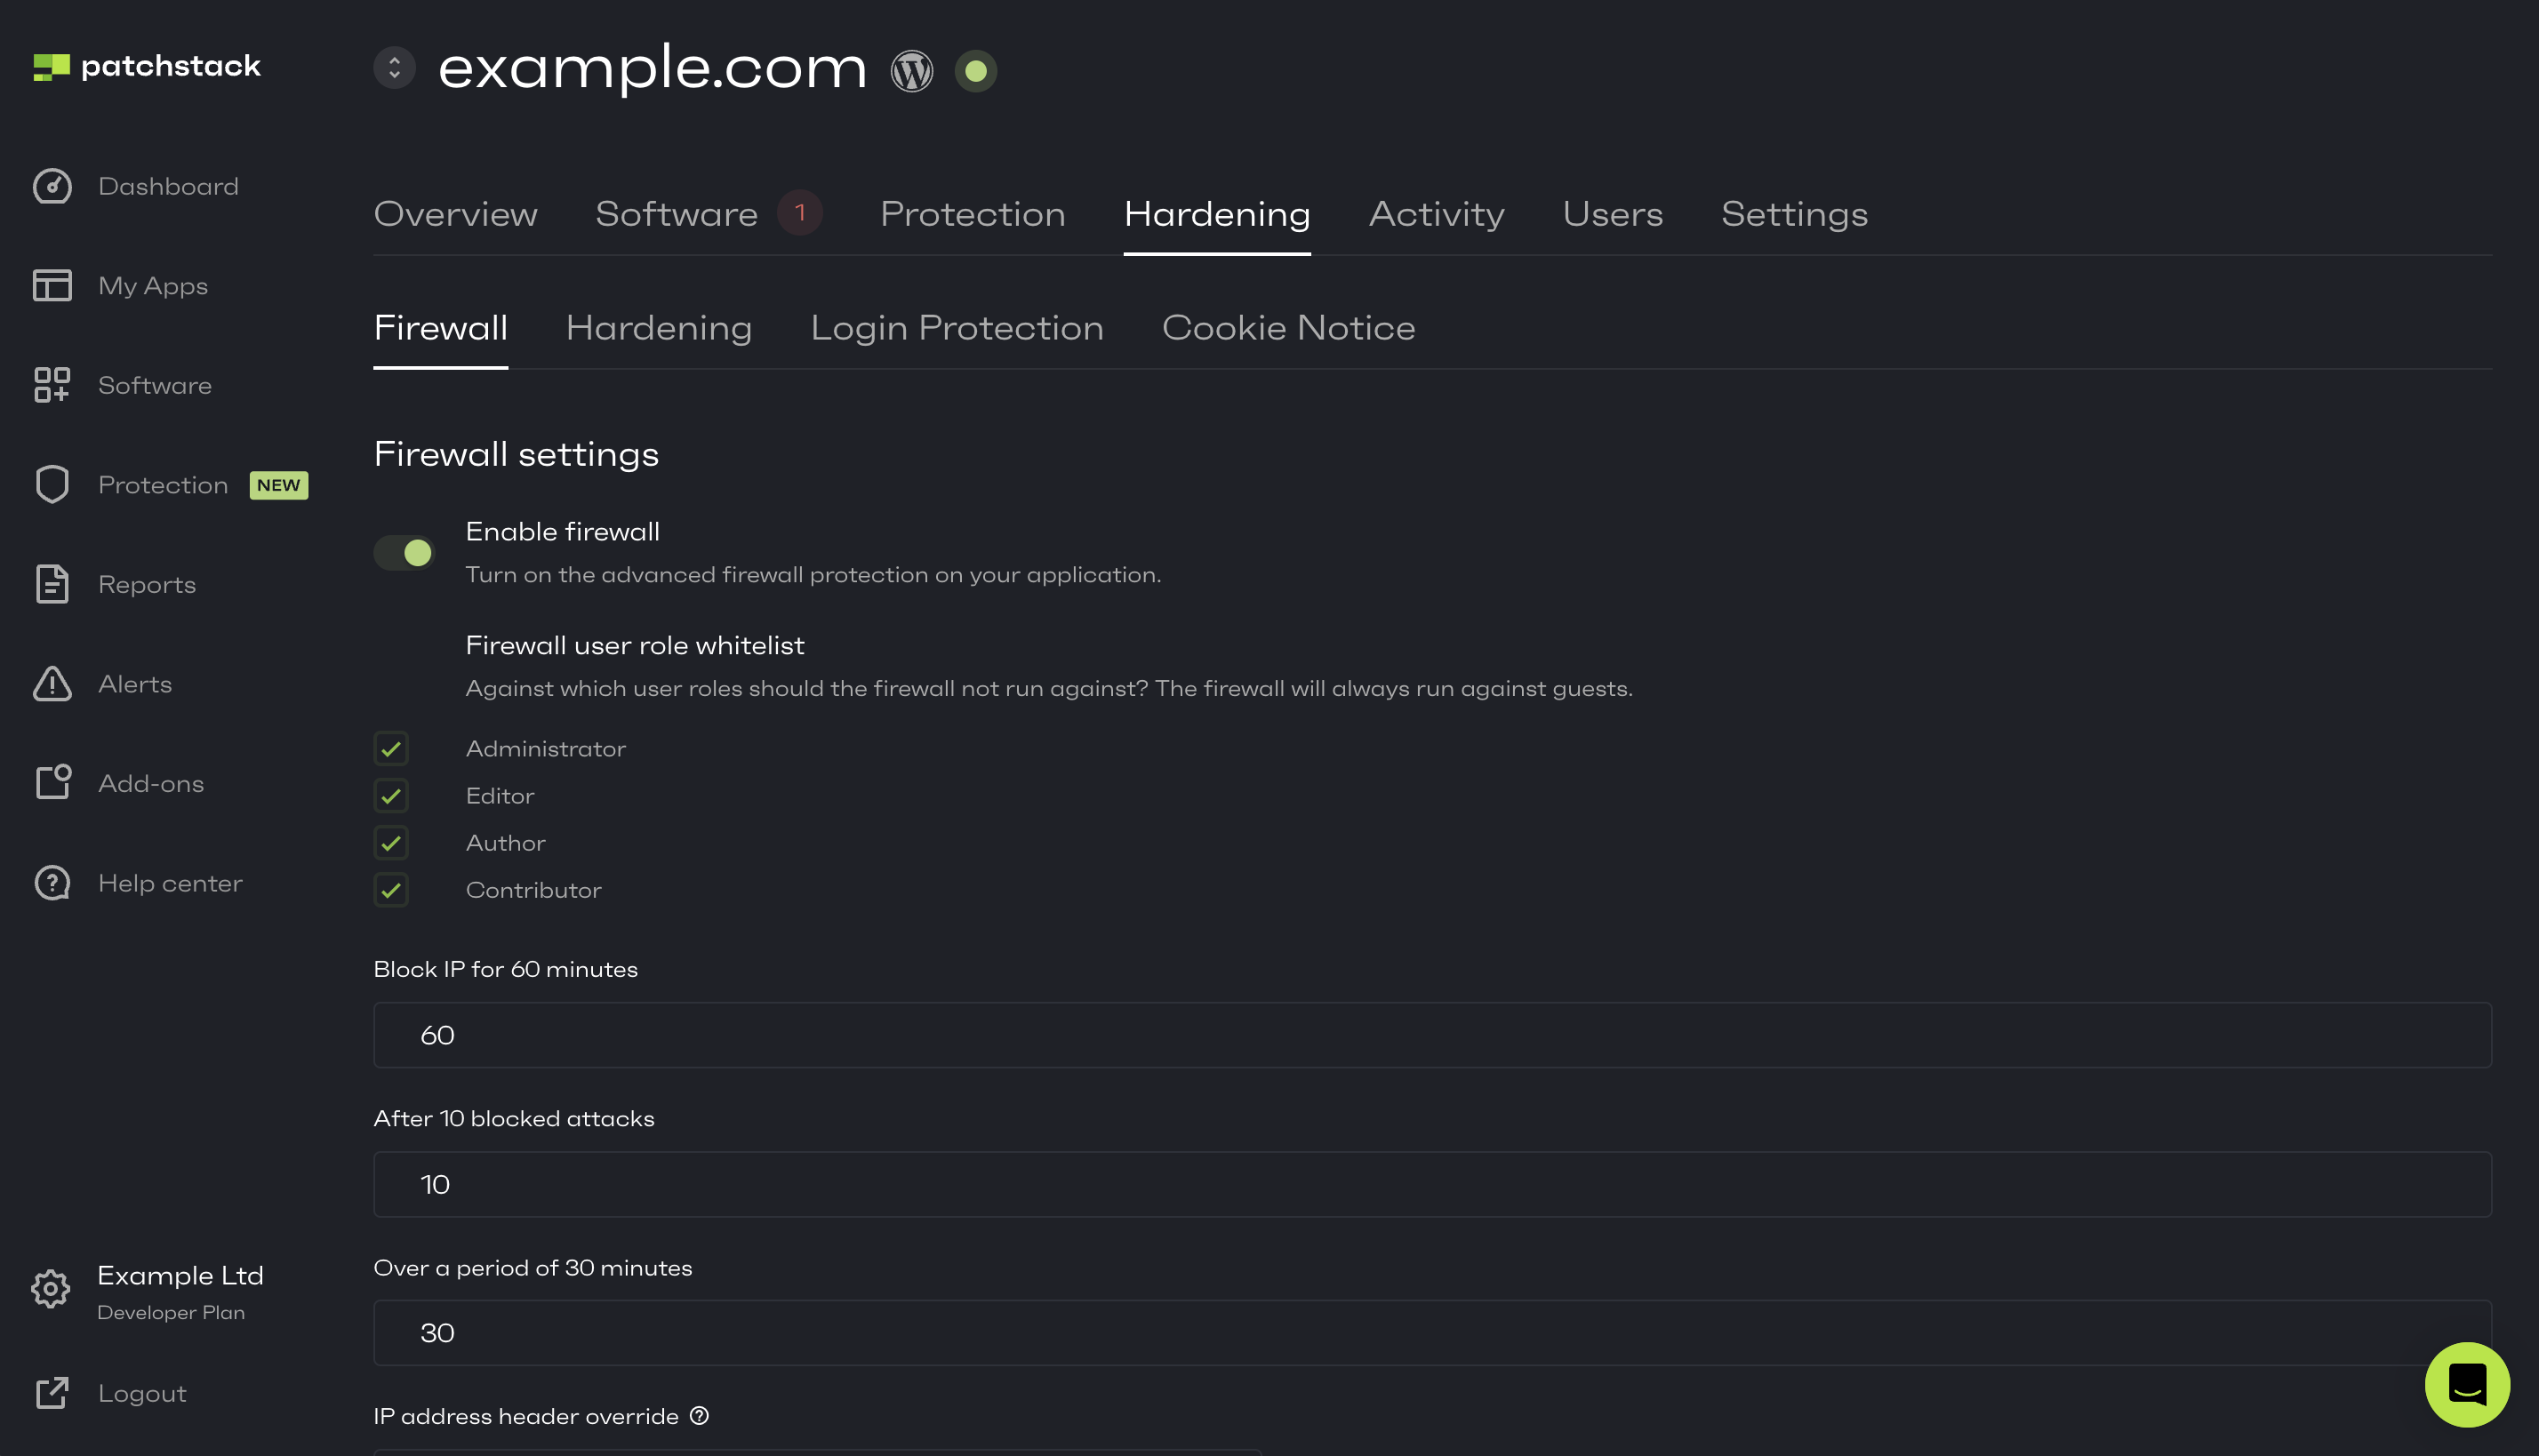 patchstack
example.com
Dashboard
My Apps
Software
Protection NEW
Reports
Alerts
Add-ons
Help center
Example Ltd
Developer Plan
Logout
Overview Software 1 Protection Hardening Activity Users Settings
Firewall Hardening Login Protection Cookie Notice
Firewall settings
Enable firewall
Turn on the advanced firewall protection on your application.
Firewall user role whitelist
Against which user roles should the firewall not run against? The firewall will always run against guests.
Administrator
Editor
Author
Contributor
Block IP for 60 minutes
60
After 10 blocked attacks
10
Over a period of 30 minutes
30
IP address header override